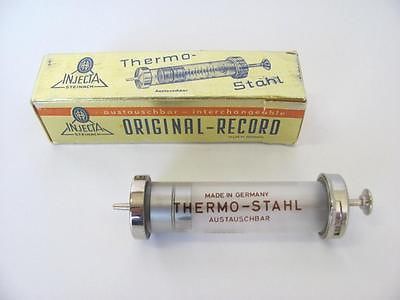 INJECTA
STEINACH
Thermo-
Stahl
Austauschbar
INJECTA
STEINACH
austauschbar - interchangeable
ORIGINAL-RECORD
MADE IN GERMANY
THERMO-STAHL
AUSTAUSCHBAR